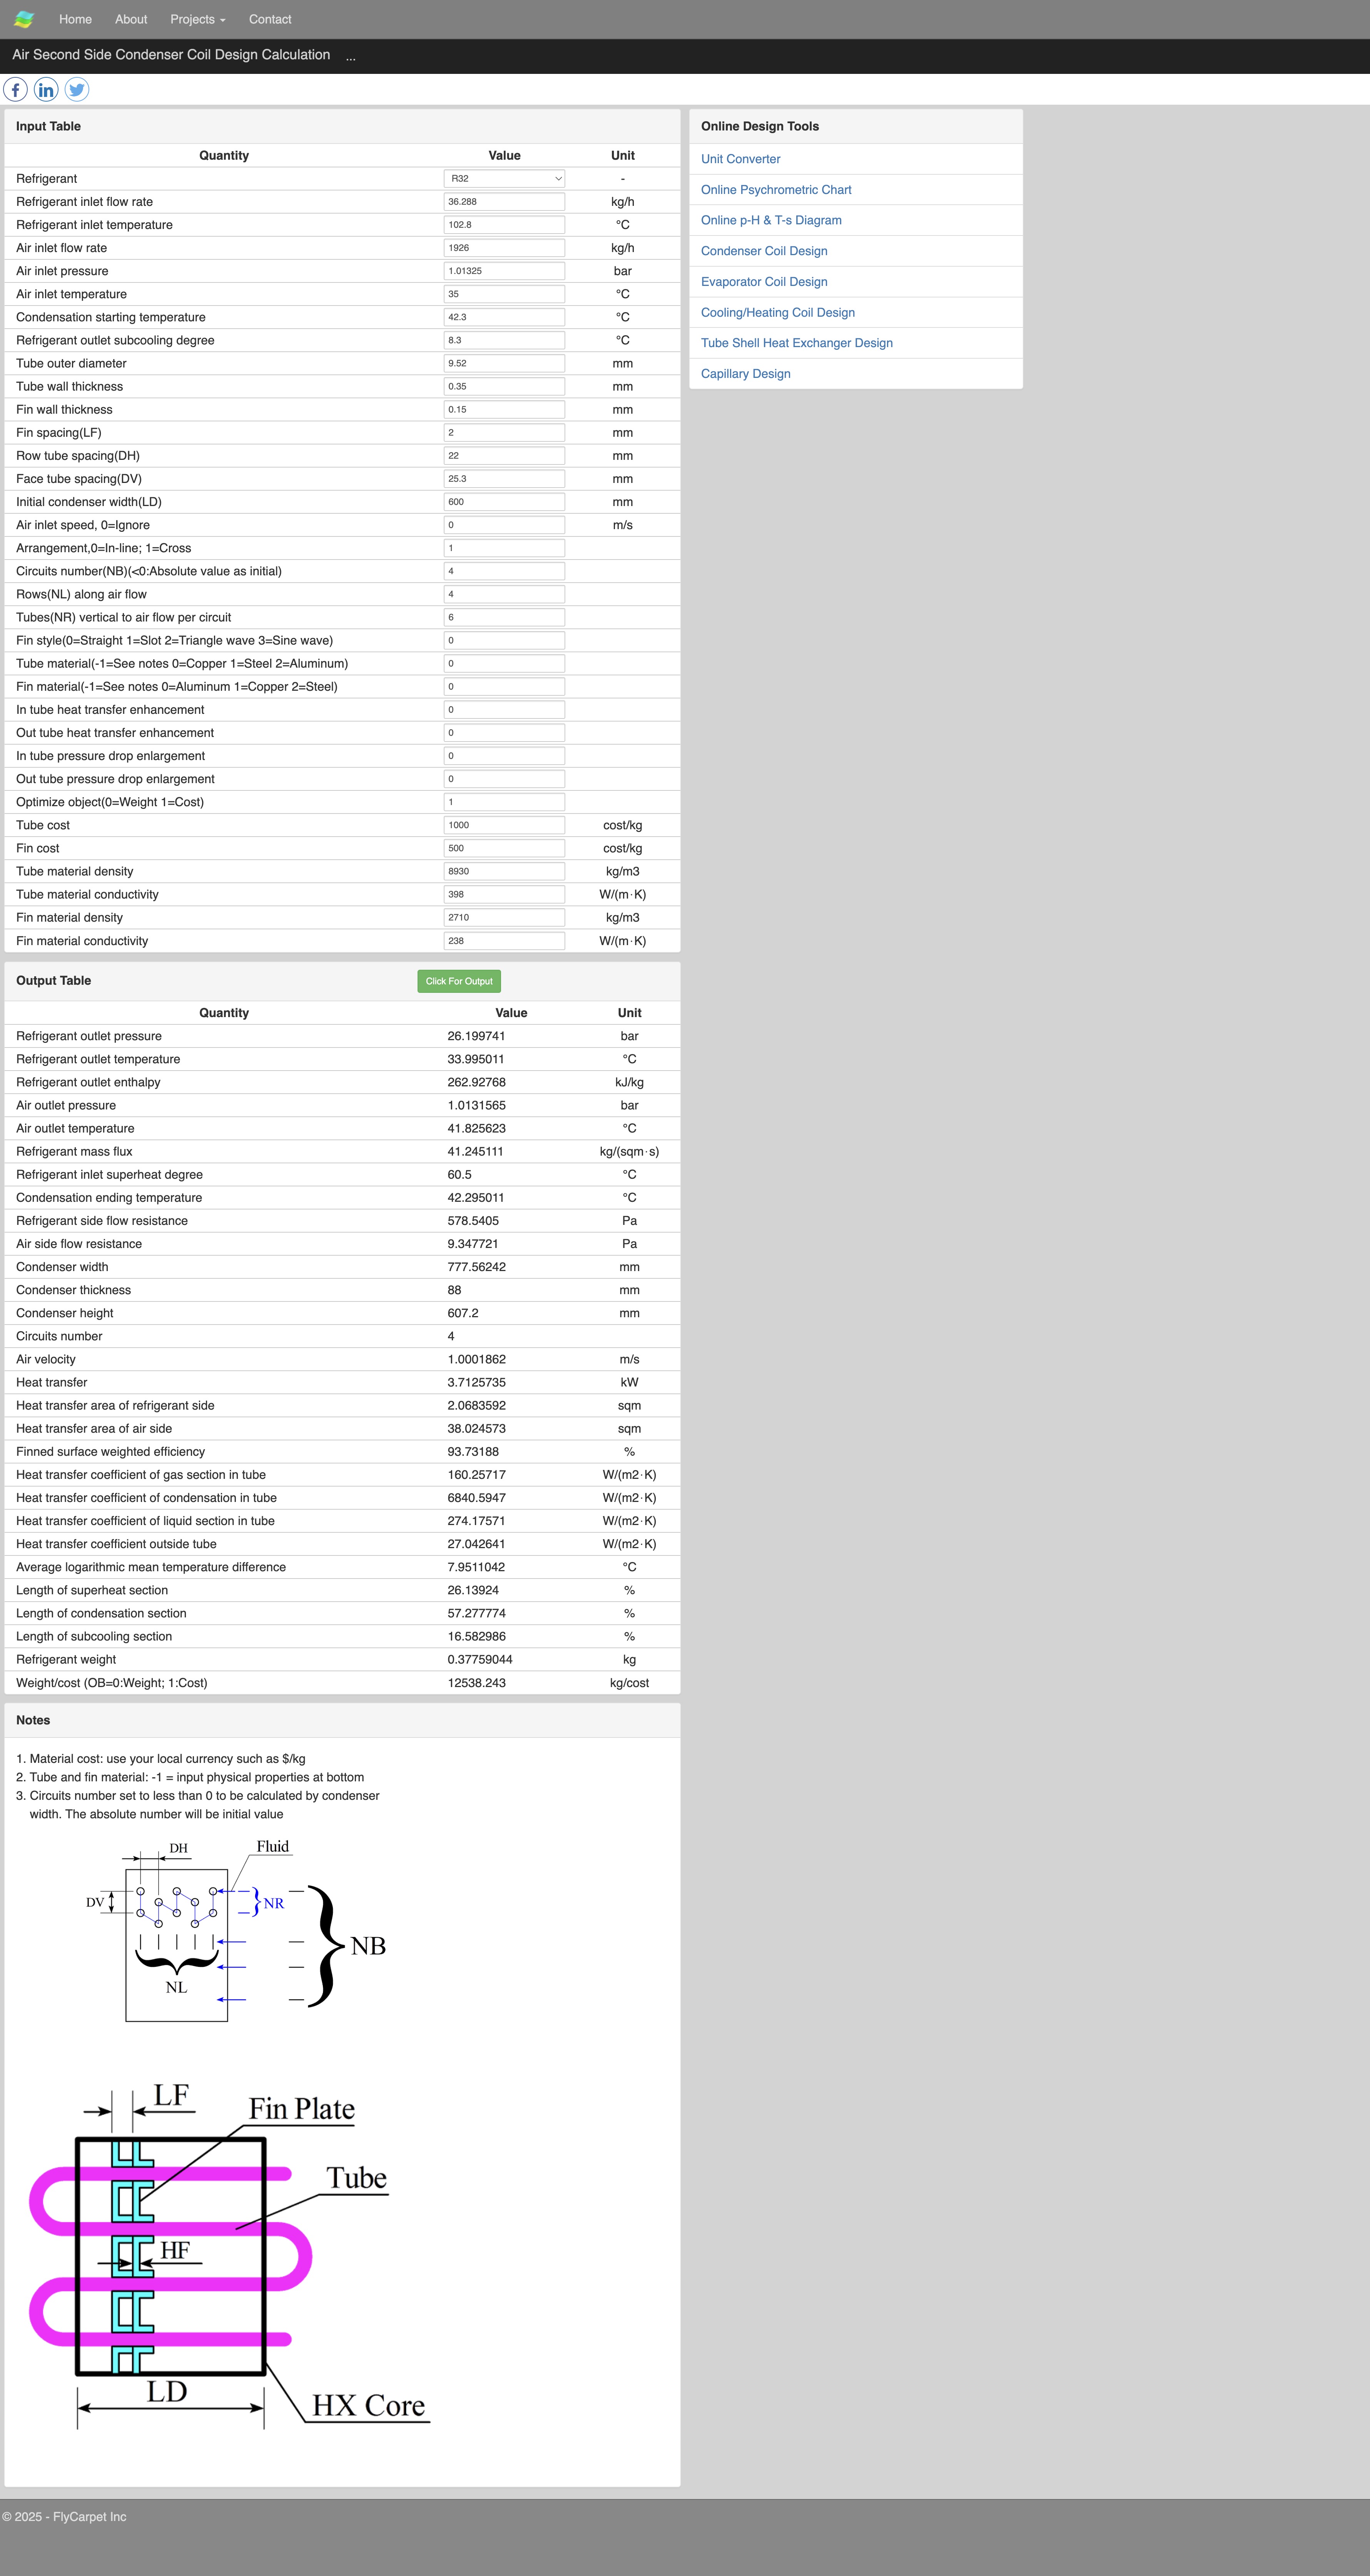 Home About Projects Contact
Air Second Side Condenser Coil Design Calculation ...
f in
Input Table
Quantity Value Unit
Refrigerant R32 -
Refrigerant inlet flow rate 36.288 kg/h
Refrigerant inlet temperature 102.8 °C
Air inlet flow rate 1926 kg/h
Air inlet pressure 1.01325 bar
Air inlet temperature 35 °C
Condensation starting temperature 42.3 °C
Refrigerant outlet subcooling degree 8.3 °C
Tube outer diameter 9.52 mm
Tube wall thickness 0.35 mm
Fin wall thickness 0.15 mm
Fin spacing(LF) 2 mm
Row tube spacing(DH) 22 mm
Face tube spacing(DV) 25.3 mm
Initial condenser width(LD) 600 mm
Air inlet speed, 0=Ignore 0 m/s
Arrangement,0=In-line; 1=Cross 1
Circuits number(NB)(<0:Absolute value as initial) 4
Rows(NL) along air flow 4
Tubes(NR) vertical to air flow per circuit 6
Fin style(0=Straight 1=Slot 2=Triangle wave 3=Sine wave) 0
Tube material(-1=See notes 0=Copper 1=Steel 2=Aluminum) 0
Fin material(-1=See notes 0=Aluminum 1=Copper 2=Steel) 0
In tube heat transfer enhancement 0
Out tube heat transfer enhancement 0
In tube pressure drop enlargement 0
Out tube pressure drop enlargement 0
Optimize object(0=Weight 1=Cost) 1
Tube cost 1000 cost/kg
Fin cost 500 cost/kg
Tube material density 8930 kg/m3
Tube material conductivity 398 W/(m·K)
Fin material density 2710 kg/m3
Fin material conductivity 238 W/(m·K)
Online Design Tools
Unit Converter
Online Psychrometric Chart
Online p-H & T-s Diagram
Condenser Coil Design
Evaporator Coil Design
Cooling/Heating Coil Design
Tube Shell Heat Exchanger Design
Capillary Design
Output Table Click For Output
Quantity Value Unit
Refrigerant outlet pressure 26.199741 bar
Refrigerant outlet temperature 33.995011 °C
Refrigerant outlet enthalpy 262.92768 kJ/kg
Air outlet pressure 1.0131565 bar
Air outlet temperature 41.825623 °C
Refrigerant mass flux 41.245111 kg/(sqm·s)
Refrigerant inlet superheat degree 60.5 °C
Condensation ending temperature 42.295011 °C
Refrigerant side flow resistance 578.5405 Pa
Air side flow resistance 9.347721 Pa
Condenser width 777.56242 mm
Condenser thickness 88 mm
Condenser height 607.2 mm
Circuits number 4
Air velocity 1.0001862 m/s
Heat transfer 3.7125735 kW
Heat transfer area of refrigerant side 2.0683592 sqm
Heat transfer area of air side 38.024573 sqm
Finned surface weighted efficiency 93.73188 %
Heat transfer coefficient of gas section in tube 160.25717 W/(m2·K)
Heat transfer coefficient of condensation in tube 6840.5947 W/(m2·K)
Heat transfer coefficient of liquid section in tube 274.17571 W/(m2·K)
Heat transfer coefficient outside tube 27.042641 W/(m2·K)
Average logarithmic mean temperature difference 7.9511042 °C
Length of superheat section 26.13924 %
Length of condensation section 57.277774 %
Length of subcooling section 16.582986 %
Refrigerant weight 0.37759044 kg
Weight/cost (OB=0:Weight; 1:Cost) 12538.243 kg/cost
Notes
1. Material cost: use your local currency such as $/kg
2. Tube and fin material: -1 = input physical properties at bottom
3. Circuits number set to less than 0 to be calculated by condenser
width. The absolute number will be initial value
DH Fluid
DV NR
NB
NL
LF
Fin Plate
Tube
HF
LD
HX Core
© 2025 - FlyCarpet Inc